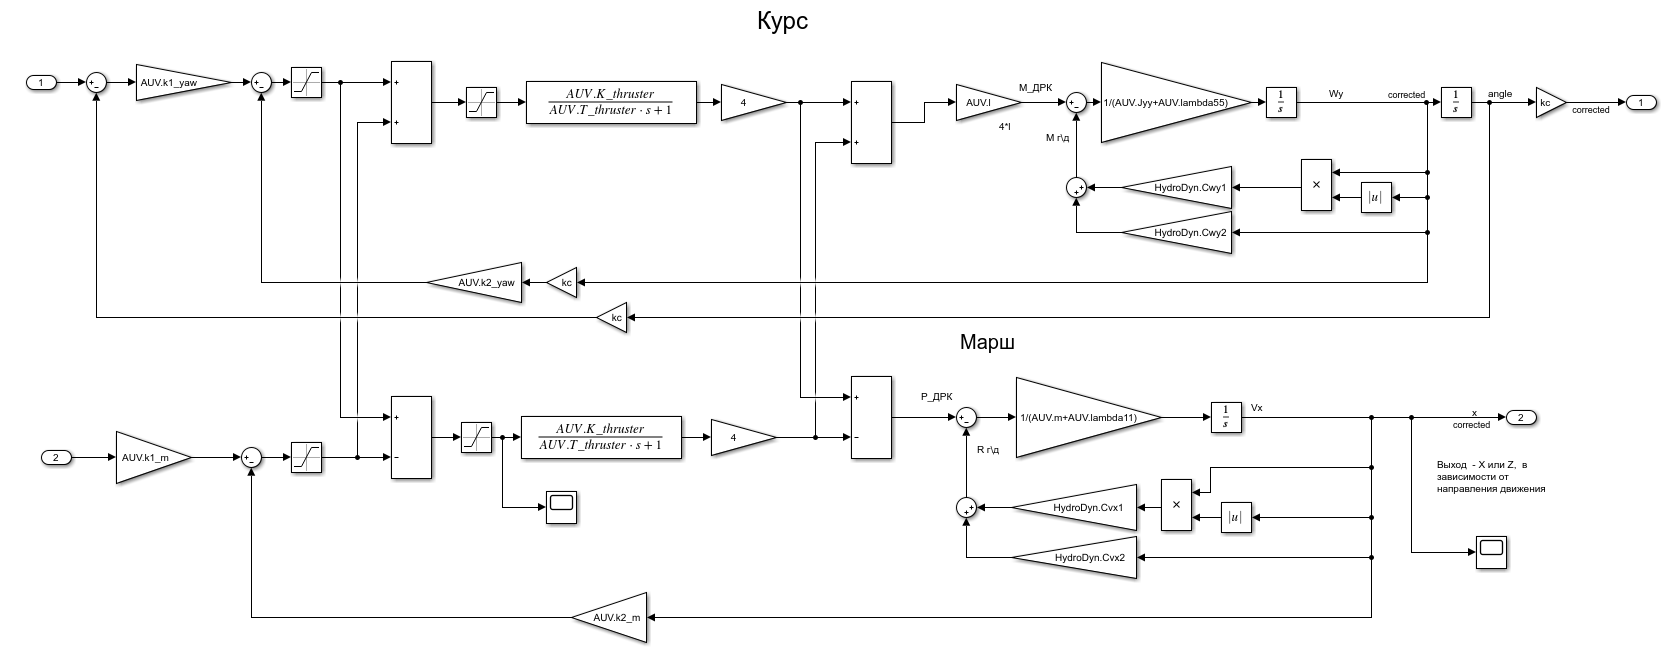 Курс
1
+
−
AUV.k1_yaw
+
−
+
+
AUV.K_thruster
AUV.T_thruster · s + 1
4
+
+
AUV.l
М_ДРК
4*l
+
−
1/(AUV.Jyy+AUV.lambda55)
1
s
Wy
corrected
1
s
angle
kc
corrected
1
М г\д
+
+
HydroDyn.Cwy1
×
|u|
HydroDyn.Cwy2
AUV.k2_yaw
kc
kc
Марш
2
AUV.k1_m
+
−
+
−
AUV.K_thruster
AUV.T_thruster · s + 1
4
+
−
Р_ДРК
+
−
1/(AUV.m+AUV.lambda11)
1
s
Vx
x
corrected
2
R г\д
Выход - X или Z, в
зависимости от
направления движения
+
+
HydroDyn.Cvx1
×
|u|
HydroDyn.Cvx2
AUV.k2_m